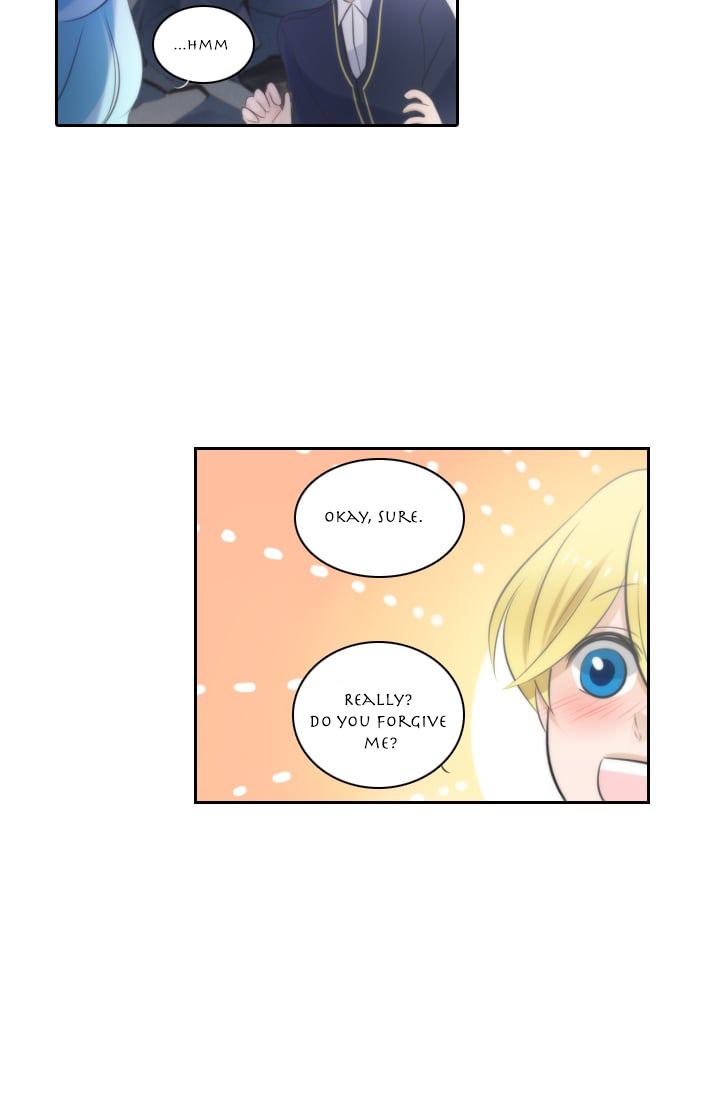 ...HMM
OKAY, SURE.
REALLY?
DO YOU FORGIVE
ME?